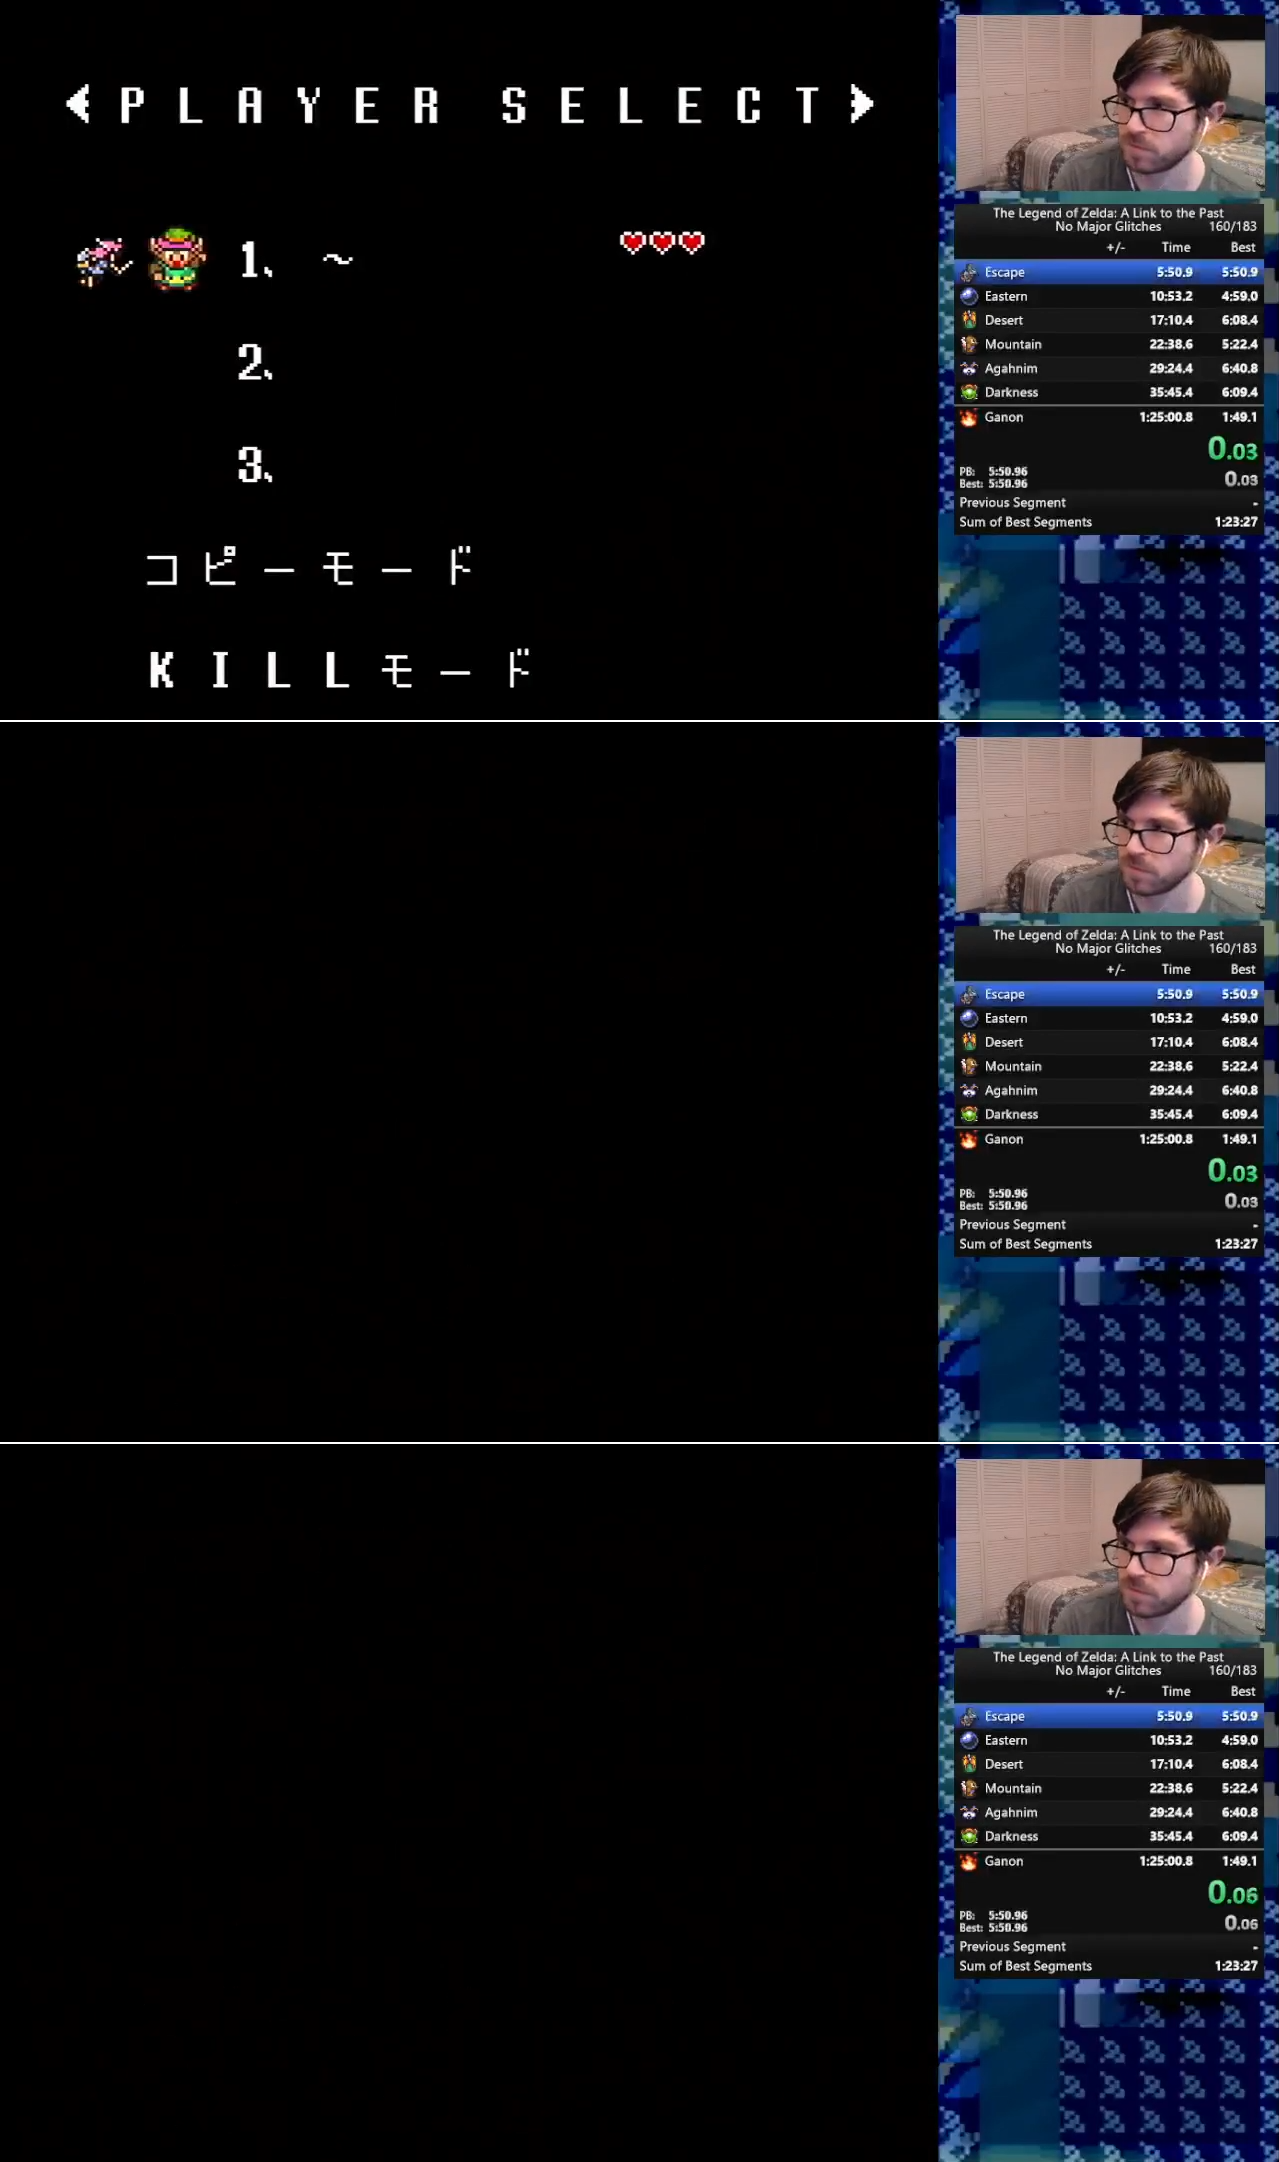 PLAYER SELECT
1. ~
2.
3.
コピーモード
KILLモード
The Legend of Zelda: A Link to the Past
No Major Glitches 160/183
+/- Time Best
Escape 5:50.9 5:50.9
Eastern 10:53.2 4:59.0
Desert 17:10.4 6:08.4
Mountain 22:38.6 5:22.4
Agahnim 29:24.4 6:40.8
Darkness 35:45.4 6:09.4
Ganon 1:25:00.8 1:49.1
0.03
PB: 5:50.96
Best: 5:50.96
0.03
Previous Segment -
Sum of Best Segments 1:23:27
The Legend of Zelda: A Link to the Past
No Major Glitches 160/183
+/- Time Best
Escape 5:50.9 5:50.9
Eastern 10:53.2 4:59.0
Desert 17:10.4 6:08.4
Mountain 22:38.6 5:22.4
Agahnim 29:24.4 6:40.8
Darkness 35:45.4 6:09.4
Ganon 1:25:00.8 1:49.1
0.03
PB: 5:50.96
Best: 5:50.96
0.03
Previous Segment -
Sum of Best Segments 1:23:27
The Legend of Zelda: A Link to the Past
No Major Glitches 160/183
+/- Time Best
Escape 5:50.9 5:50.9
Eastern 10:53.2 4:59.0
Desert 17:10.4 6:08.4
Mountain 22:38.6 5:22.4
Agahnim 29:24.4 6:40.8
Darkness 35:45.4 6:09.4
Ganon 1:25:00.8 1:49.1
0.06
PB: 5:50.96
Best: 5:50.96
0.06
Previous Segment -
Sum of Best Segments 1:23:27